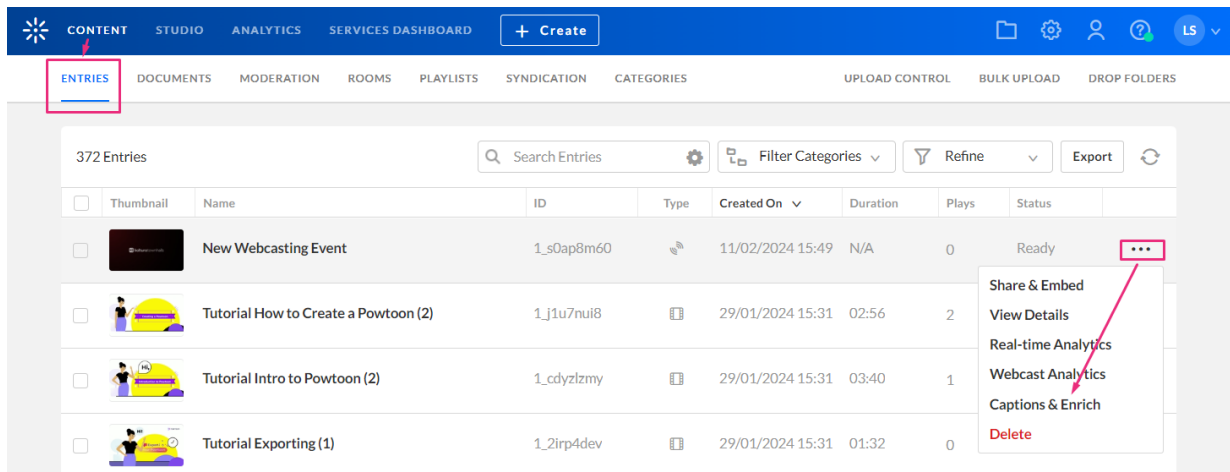 CONTENT STUDIO ANALYTICS SERVICES DASHBOARD + Create LS
ENTRIES DOCUMENTS MODERATION ROOMS PLAYLISTS SYNDICATION CATEGORIES UPLOAD CONTROL BULK UPLOAD DROP FOLDERS
372 Entries Search Entries Filter Categories Refine Export
Thumbnail Name ID Type Created On Duration Plays Status
New Webcasting Event 1_s0ap8m60 11/02/2024 15:49 N/A 0 Ready
Share & Embed
View Details
Tutorial How to Create a Powtoon (2) 1_j1u7nui8 29/01/2024 15:31 02:56 2
Real-time Analytics
Webcast Analytics
HI,
Tutorial Intro to Powtoon (2) 1_cdyzlzmy 29/01/2024 15:31 03:40 1
Captions & Enrich
Delete
HI
Tutorial Exporting (1) 1_2irp4dev 29/01/2024 15:31 01:32 0